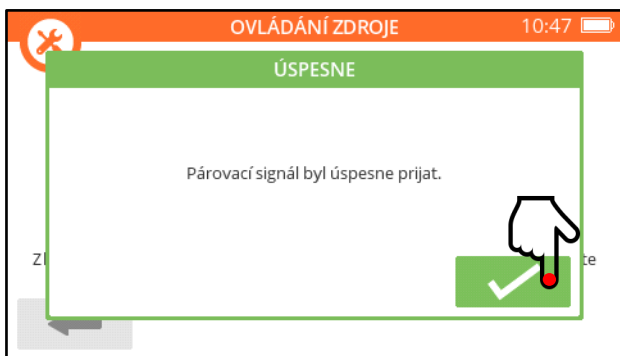 OVLÁDÁNÍ ZDROJE 10:47
ÚSPESNE
Párovací signál byl úspesne prijat.